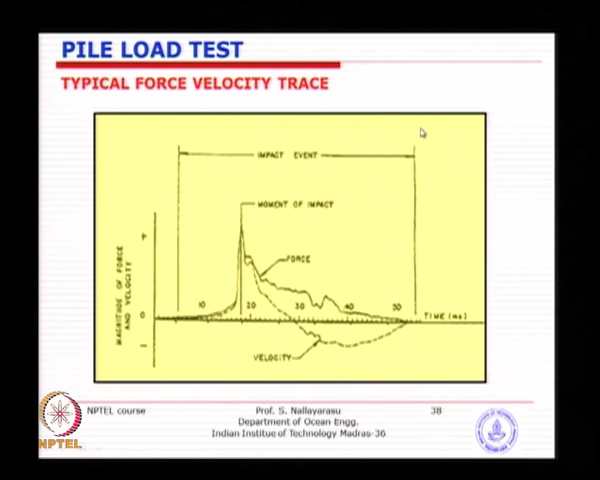 PILE LOAD TEST
TYPICAL FORCE VELOCITY TRACE
IMPACT EVENT
MOMENT OF IMPACT
FORCE
MAGNITUDE OF FORCE
AND VELOCITY
+
0
−
10
20
30
40
50
TIME (ms)
VELOCITY
NPTEL course
Prof. S. Nallayarasu
Department of Ocean Engg.
Indian Institue of Technology Madras-36
38
NPTEL